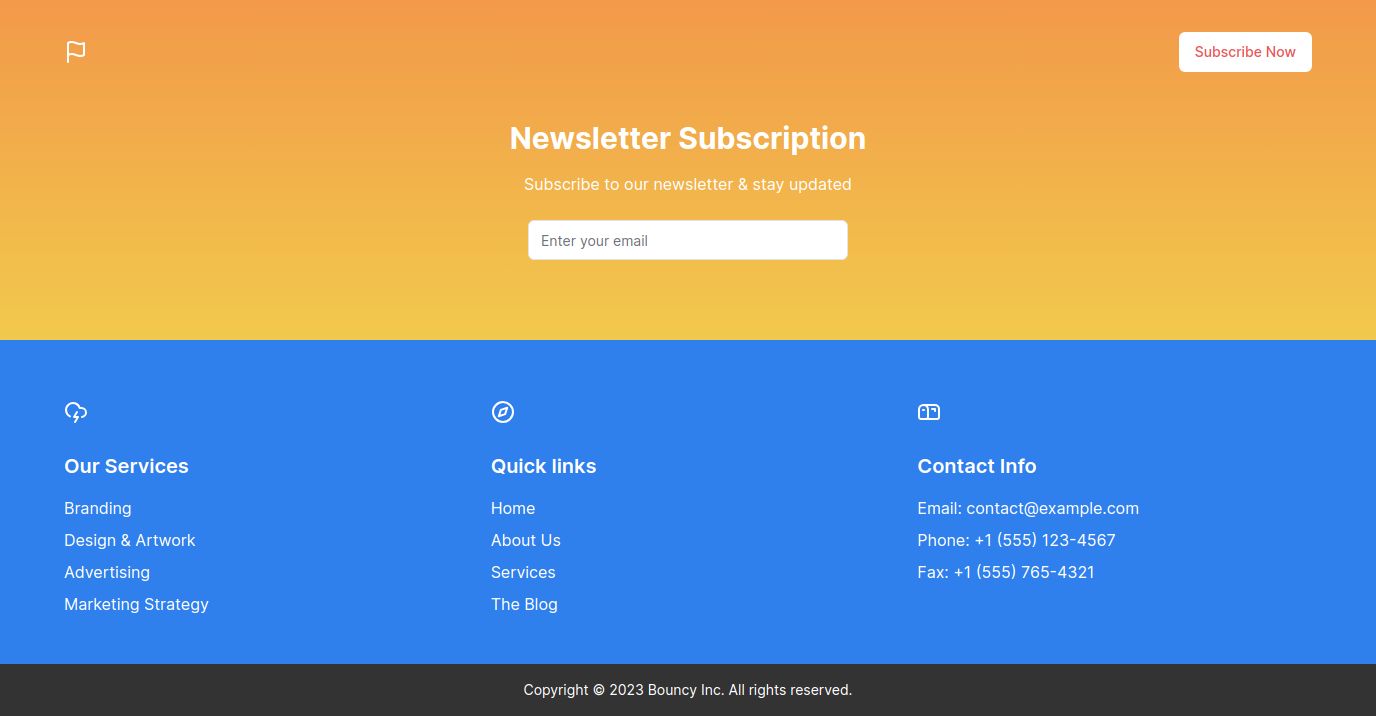 Subscribe Now
Newsletter Subscription
Subscribe to our newsletter & stay updated
Enter your email
Our Services
Branding
Design & Artwork
Advertising
Marketing Strategy
Quick links
Home
About Us
Services
The Blog
Contact Info
Email: contact@example.com
Phone: +1 (555) 123-4567
Fax: +1 (555) 765-4321
Copyright © 2023 Bouncy Inc. All rights reserved.